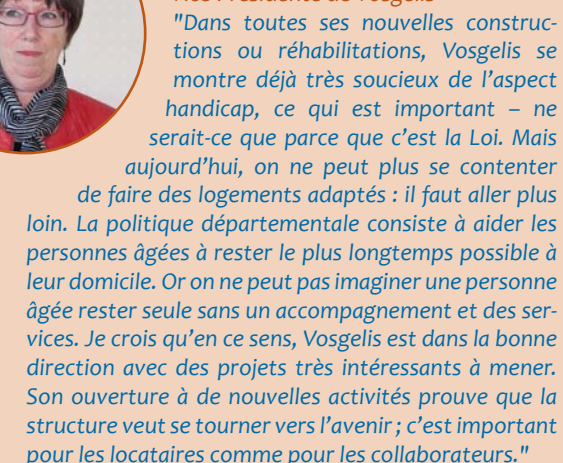 Présidente de Vosgelis
"Dans toutes ses nouvelles construc-
tions ou réhabilitations, Vosgelis se
montre déjà très soucieux de l’aspect
handicap, ce qui est important – ne
serait-ce que parce que c’est la Loi. Mais
aujourd’hui, on ne peut plus se contenter
de faire des logements adaptés : il faut aller plus
loin. La politique départementale consiste à aider les
personnes âgées à rester le plus longtemps possible à
leur domicile. Or on ne peut pas imaginer une personne
âgée rester seule sans un accompagnement et des ser-
vices. Je crois qu’en ce sens, Vosgelis est dans la bonne
direction avec des projets très intéressants à mener.
Son ouverture à de nouvelles activités prouve que la
structure veut se tourner vers l’avenir ; c’est important
pour les locataires comme pour les collaborateurs."